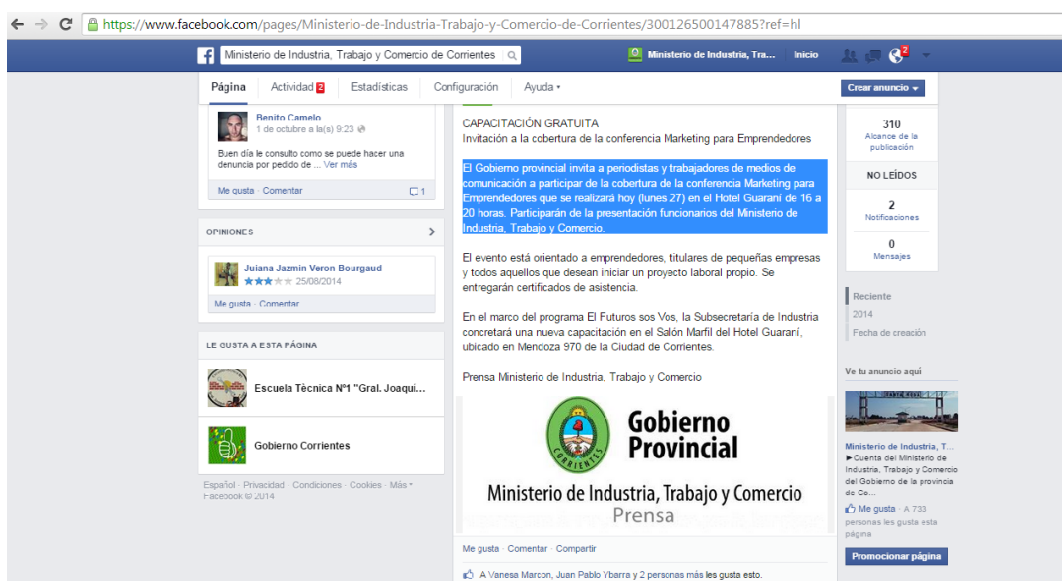 https://www.facebook.com/pages/Ministerio-de-Industria-Trabajo-y-Comercio-de-Corrientes/300126500147885?ref=hl
Ministerio de Industria, Trabajo y Comercio de Corrientes
Ministerio de Industria, Tra...
Inicio
2
Página
Actividad 2
Estadísticas
Configuración
Ayuda
Crear anuncio
Benito Camelo
1 de octubre a la(s) 9:23
Buen día le consulto como se puede hacer una
denuncia por pedido de ... Ver más
Me gusta · Comentar
1
OPINIONES
Juiana Jazmin Veron Bourgaud
25/08/2014
Me gusta · Comentar
LE GUSTA A ESTA PÁGINA
Escuela Tècnica Nº1 "Gral. Joaqui...
Gobierno Corrientes
Español · Privacidad · Condiciones · Cookies · Más
Facebook © 2014
CAPACITACIÓN GRATUITA
Invitación a la cobertura de la conferencia Marketing para Emprendedores
El Gobierno provincial invita a periodistas y trabajadores de medios de
comunicación a participar de la cobertura de la conferencia Marketing para
Emprendedores que se realizará hoy (lunes 27) en el Hotel Guaraní de 16 a
20 horas. Participarán de la presentación funcionarios del Ministerio de
Industria, Trabajo y Comercio.
El evento está orientado a emprendedores, titulares de pequeñas empresas
y todos aquellos que desean iniciar un proyecto laboral propio. Se
entregarán certificados de asistencia.
En el marco del programa El Futuros sos Vos, la Subsecretaría de Industria
concretará una nueva capacitación en el Salón Marfil del Hotel Guaraní,
ubicado en Mendoza 970 de la Ciudad de Corrientes.
Prensa Ministerio de Industria. Trabajo y Comercio
CORRIENTES
Gobierno
Provincial
Ministerio de Industria, Trabajo y Comercio
Prensa
Me gusta · Comentar · Compartir
A Vanesa Marcon, Juan Pablo Ybarra y 2 personas más les gusta esto.
310
Alcance de la
publicación
NO LEÍDOS
2
Notificaciones
0
Mensajes
Reciente
2014
Fecha de creación
Ve tu anuncio aquí
Ministerio de Industria, T...
►Cuenta del Ministerio de
Industria, Trabajo y Comercio
del Gobierno de la provincia
de Co...
Me gusta · A 733
personas les gusta esta
página
Promocionar página